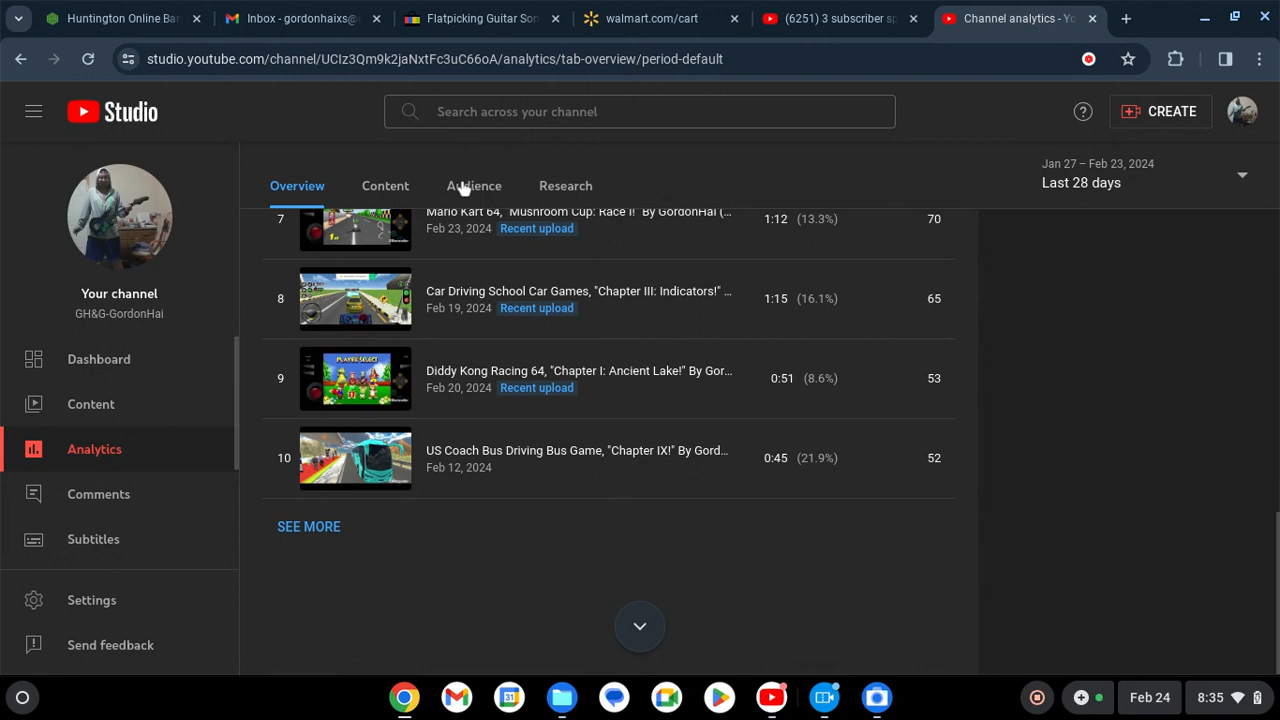 Huntington Online Ba
Inbox - gordonhaixs@
Flatpicking Guitar Son
walmart.com/cart
(6251) 3 subscriber sp
Channel analytics - Yo
studio.youtube.com/channel/UCIz3Qm9k2jaNxtFc3uC66oA/analytics/tab-overview/period-default
Studio
Search across your channel
CREATE
Jan 27 – Feb 23, 2024
Last 28 days
Overview
Content
Audience
Research
7
Mario Kart 64, "Mushroom Cup: Race I!" By GordonHai (...
Feb 23, 2024 Recent upload
1:12 (13.3%)
70
8
Car Driving School Car Games, "Chapter III: Indicators!" ...
Feb 19, 2024 Recent upload
1:15 (16.1%)
65
9
PLAYER SELECT
Diddy Kong Racing 64, "Chapter I: Ancient Lake!" By Gor...
Feb 20, 2024 Recent upload
0:51 (8.6%)
53
10
US Coach Bus Driving Bus Game, "Chapter IX!" By Gord...
Feb 12, 2024
0:45 (21.9%)
52
SEE MORE
Your channel
GH&G-GordonHai
Dashboard
Content
Analytics
Comments
Subtitles
Settings
Send feedback
31
Feb 24
8:35